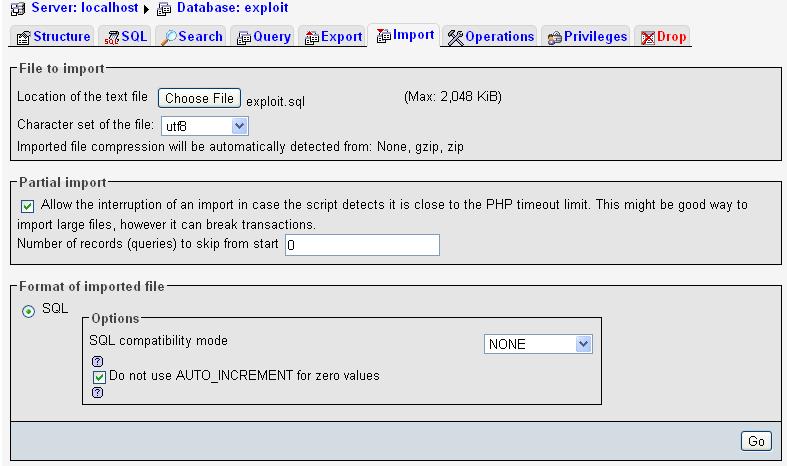 Server: localhost Database: exploit
Structure SQL Search Query Export Import Operations Privileges Drop
File to import
Location of the text file Choose File exploit.sql (Max: 2,048 KiB)
Character set of the file: utf8
Imported file compression will be automatically detected from: None, gzip, zip
Partial import
Allow the interruption of an import in case the script detects it is close to the PHP timeout limit. This might be good way to
import large files, however it can break transactions.
Number of records (queries) to skip from start 0
Format of imported file
SQL
Options
SQL compatibility mode NONE
?
Do not use AUTO_INCREMENT for zero values
?
Go